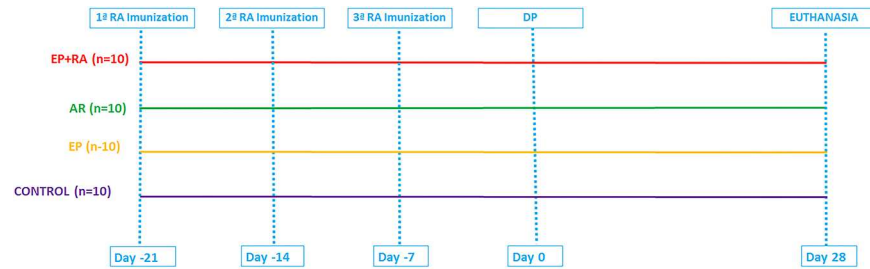 1ª RA Imunization
2ª RA Imunization
3ª RA Imunization
DP
EUTHANASIA
EP+RA (n=10)
AR (n=10)
EP (n-10)
CONTROL (n=10)
Day -21
Day -14
Day -7
Day 0
Day 28